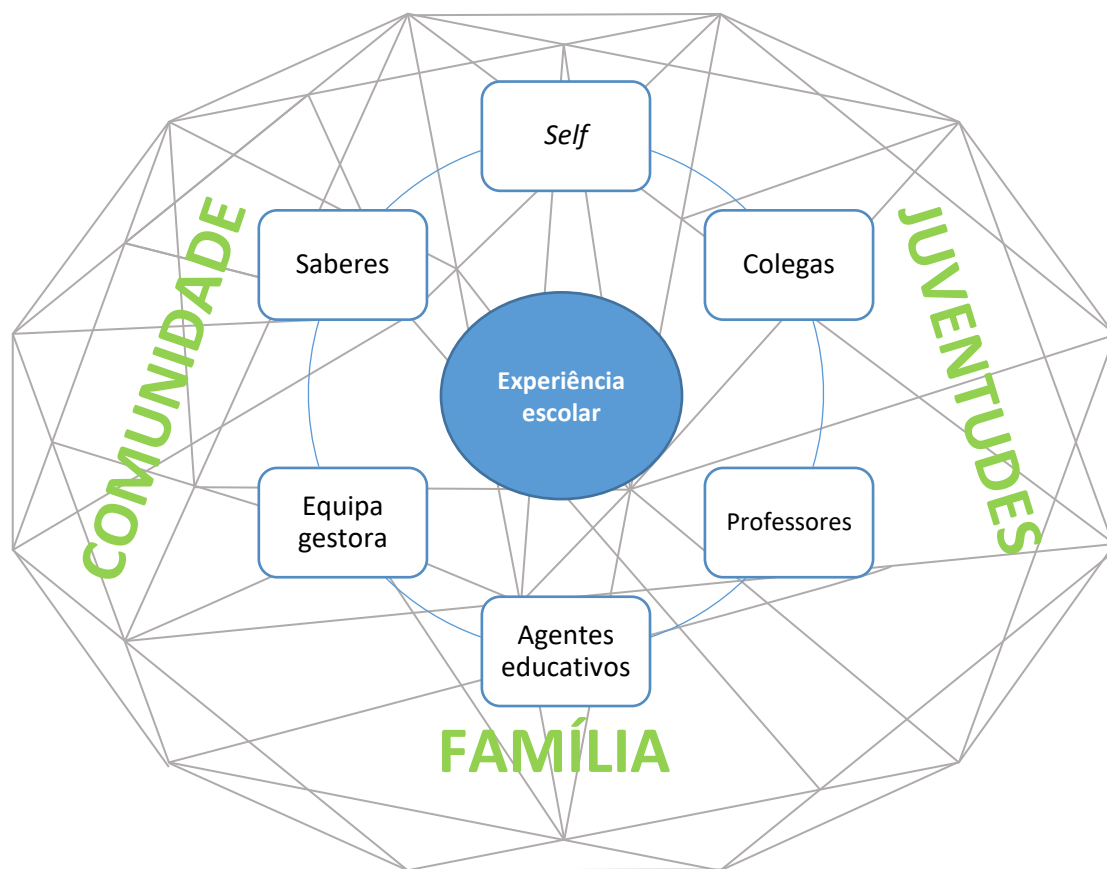 Self
Saberes
Colegas
COMUNIDADE
JUVENTUDES
Experiência
escolar
Equipa
gestora
Professores
Agentes
educativos
FAMÍLIA